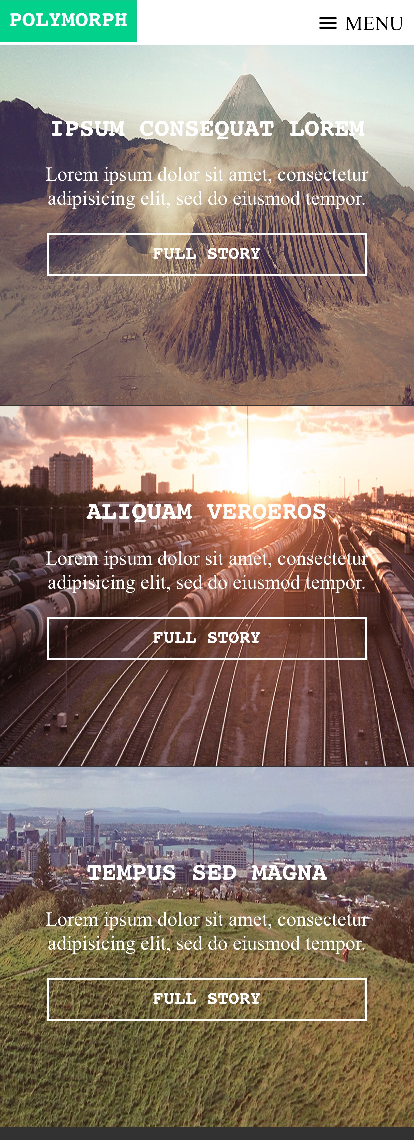 POLYMORPH
MENU
IPSUM CONSEQUAT LOREM
Lorem ipsum dolor sit amet, consectetur
adipisicing elit, sed do eiusmod tempor.
FULL STORY
ALIQUAM VEROEROS
Lorem ipsum dolor sit amet, consectetur
adipisicing elit, sed do eiusmod tempor.
FULL STORY
TEMPUS SED MAGNA
Lorem ipsum dolor sit amet, consectetur
adipisicing elit, sed do eiusmod tempor.
FULL STORY